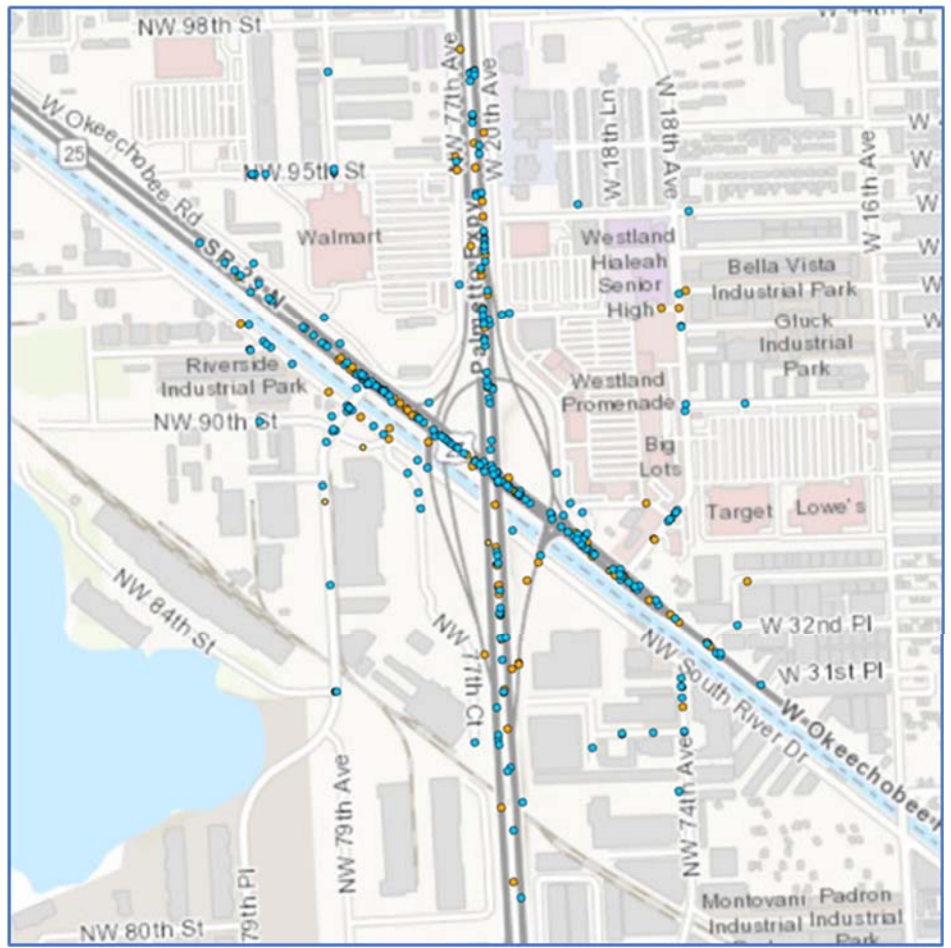 NW 98th St
W Okeechobee Rd
25
NW 77th Ave
W 20th Ave
W 18th Ln
W 18th Ave
W 16th Ave
W
W
W
W
W
W
NW 95th St
Walmart
Palmetto Expy
Westland
Hialeah
Senior
High
Bella Vista
Industrial Park
Gluck
Industrial
Park
Riverside
Industrial Park
Westland
Promenade
NW 90th St
Big
Lots
Target
Lowe's
NW 84th St
NW 77th Ct
W 32nd Pl
W 31st Pl
NW South River Dr
W Okeechobee
NW 79th Ave
NW 74th Ave
79th Pl
NW 80th St
Montovani
Industrial
Padron
Industrial
Park